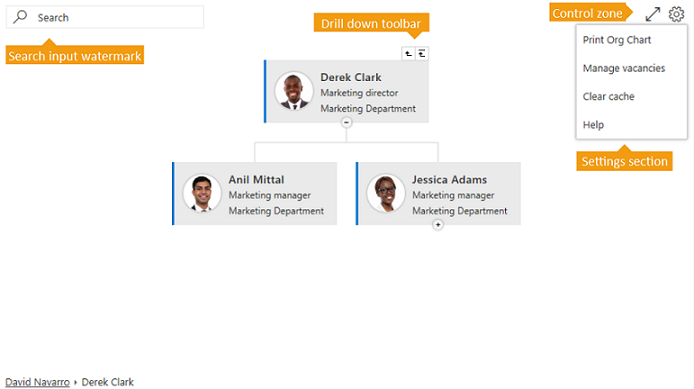 Search
Search input watermark
Drill down toolbar
Control zone
Print Org Chart
Manage vacancies
Clear cache
Help
Settings section
Derek Clark
Marketing director
Marketing Department
Anil Mittal
Marketing manager
Marketing Department
Jessica Adams
Marketing manager
Marketing Department
David Navarro Derek Clark